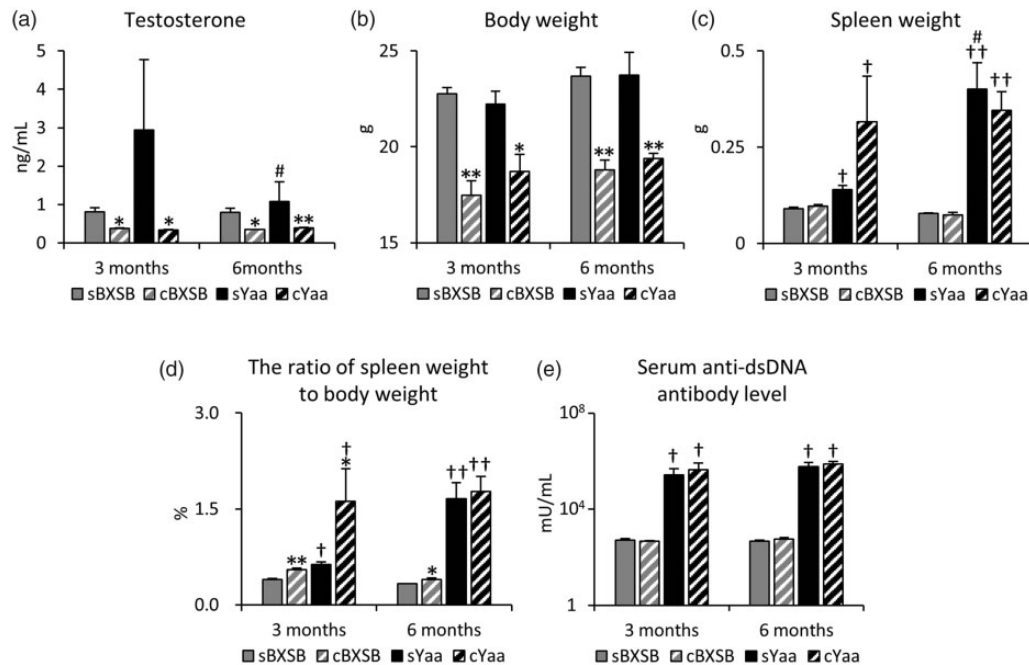 (a) Testosterone
5
4
3
2
1
0
ng/mL
*
*
#
*
**
3 months 6months
sBXSB cBXSB sYaa cYaa
(b) Body weight
25
20
15
g
**
*
**
**
3 months 6 months
sBXSB cBXSB sYaa cYaa
(c) Spleen weight
0.5
0.25
0
g
†
†
#
††
††
3 months 6 months
sBXSB cBXSB sYaa cYaa
(d) The ratio of spleen weight
to body weight
3.0
1.5
0.0
%
**
†
†
*
*
††
††
3 months 6 months
sBXSB cBXSB sYaa cYaa
(e) Serum anti-dsDNA
antibody level
10⁸
10⁴
1
mU/mL
†
†
†
†
3 months 6 months
sBXSB cBXSB sYaa cYaa